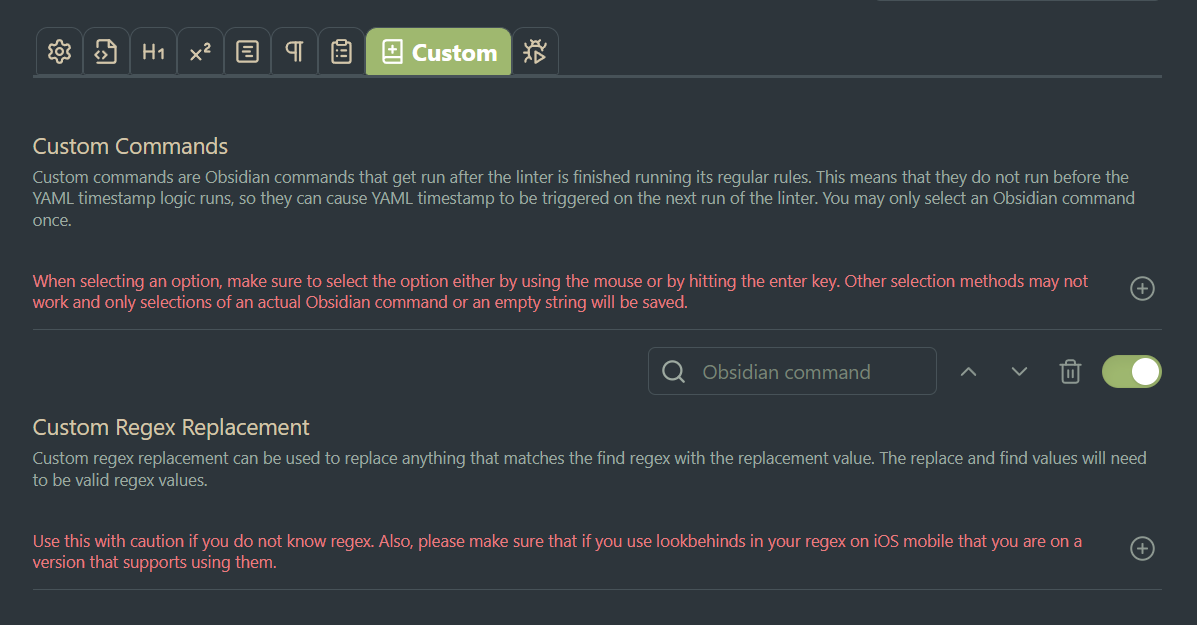 H1 x² Custom
Custom Commands
Custom commands are Obsidian commands that get run after the linter is finished running its regular rules. This means that they do not run before the
YAML timestamp logic runs, so they can cause YAML timestamp to be triggered on the next run of the linter. You may only select an Obsidian command
once.
When selecting an option, make sure to select the option either by using the mouse or by hitting the enter key. Other selection methods may not
work and only selections of an actual Obsidian command or an empty string will be saved.
Obsidian command
Custom Regex Replacement
Custom regex replacement can be used to replace anything that matches the find regex with the replacement value. The replace and find values will need
to be valid regex values.
Use this with caution if you do not know regex. Also, please make sure that if you use lookbehinds in your regex on iOS mobile that you are on a
version that supports using them.